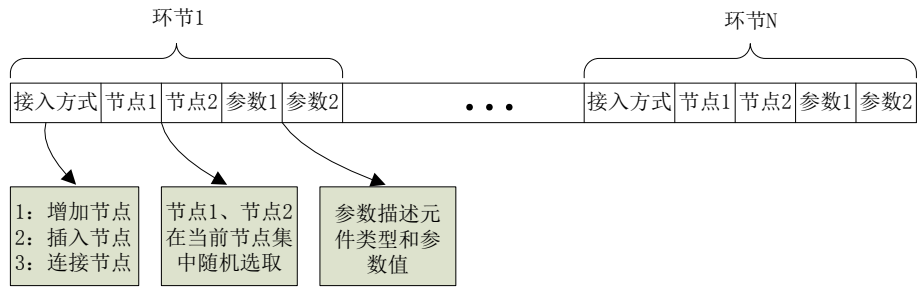 环节1
环节N
接入方式 节点1 节点2 参数1 参数2 ... 接入方式 节点1 节点2 参数1 参数2
1：增加节点
2：插入节点
3：连接节点
节点1、节点2
在当前节点集
中随机选取
参数描述元
件类型和参
数值